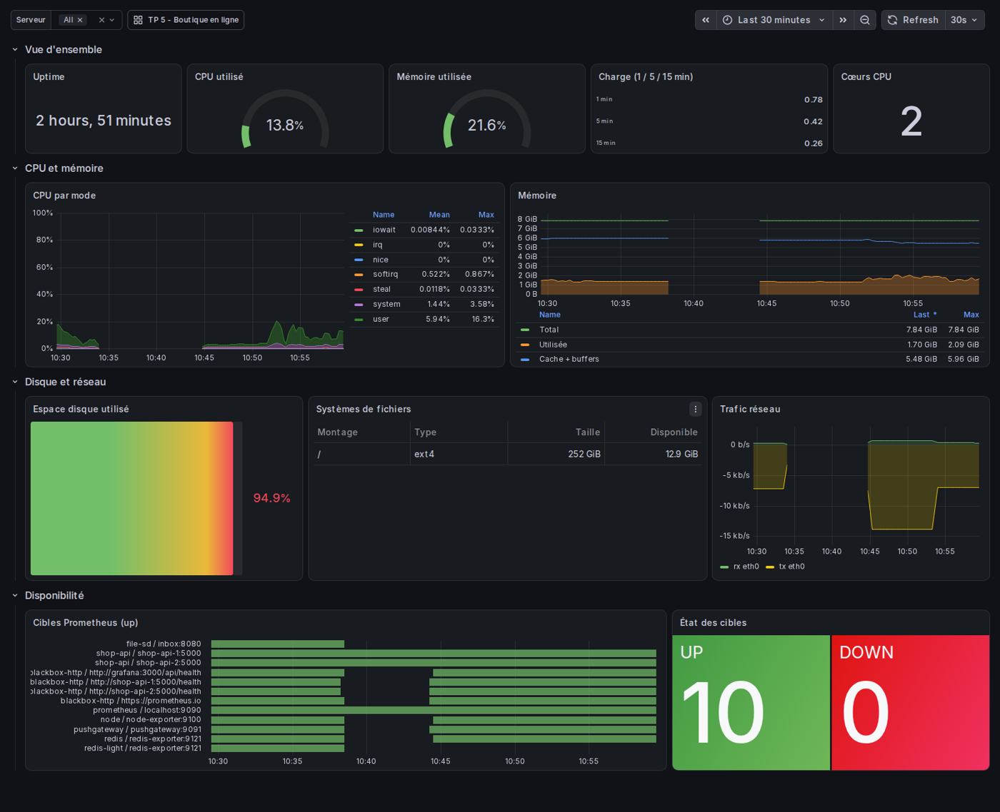 Serveur All TP 5 - Boutique en ligne Last 30 minutes Refresh 30s
Vue d'ensemble
Uptime
2 hours, 51 minutes
CPU utilisé
13.8%
Mémoire utilisée
21.6%
Charge (1 / 5 / 15 min)
1 min 0.78
5 min 0.42
15 min 0.26
Cœurs CPU
2
CPU et mémoire
CPU par mode
100%
80%
60%
40%
20%
0%
10:30 10:35 10:40 10:45 10:50 10:55
Name Mean Max
iowait 0.00844% 0.0333%
irq 0% 0%
nice 0% 0%
softirq 0.522% 0.867%
steal 0.0118% 0.0333%
system 1.44% 3.58%
user 5.94% 16.3%
Mémoire
8 GiB
7 GiB
6 GiB
5 GiB
4 GiB
3 GiB
2 GiB
1 GiB
0 B
10:30 10:35 10:40 10:45 10:50 10:55
Name Last * Max
Total 7.84 GiB 7.84 GiB
Utilisée 1.70 GiB 2.09 GiB
Cache + buffers 5.48 GiB 5.96 GiB
Disque et réseau
Espace disque utilisé
94.9%
Systèmes de fichiers
Montage Type Taille Disponible
/ ext4 252 GiB 12.9 GiB
Trafic réseau
0 b/s
-5 kb/s
-10 kb/s
-15 kb/s
10:30 10:35 10:40 10:45 10:50 10:55
rx eth0 tx eth0
Disponibilité
Cibles Prometheus (up)
file-sd / inbox:8080
shop-api / shop-api-1:5000
shop-api / shop-api-2:5000
blackbox-http / http://grafana:3000/api/health
blackbox-http / http://shop-api-1:5000/health
blackbox-http / http://shop-api-2:5000/health
blackbox-http / https://prometheus.io
prometheus / localhost:9090
node / node-exporter:9100
pushgateway / pushgateway:9091
redis / redis-exporter:9121
redis-light / redis-exporter:9121
10:30 10:35 10:40 10:45 10:50 10:55
État des cibles
UP
10
DOWN
0